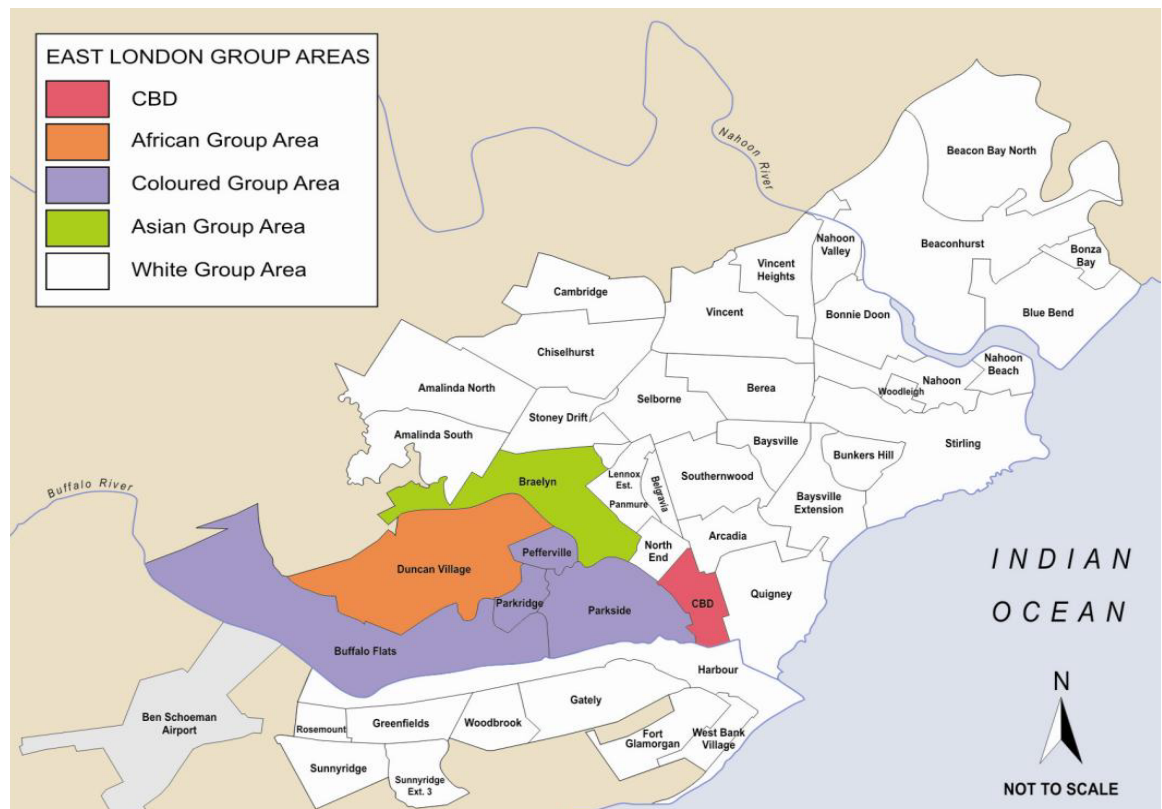 EAST LONDON GROUP AREAS
CBD
African Group Area
Coloured Group Area
Asian Group Area
White Group Area
Nahoon River
Beacon Bay North
Beaconhurst
Nahoon
Valley
Bonza
Bay
Vincent
Heights
Cambridge
Vincent
Bonnie Doon
Blue Bend
Chiselhurst
Nahoon
Beach
Amalinda North
Selborne
Berea
Woodleigh
Nahoon
Stoney Drift
Amalinda South
Baysville
Stirling
Bunkers Hill
Buffalo River
Braelyn
Lennox
Est.
Belgravia
Southernwood
Panmure
Baysville
Extension
Arcadia
North
End
Pefferville
Duncan Village
INDIAN
OCEAN
Parkridge
Parkside
CBD
Quigney
Buffalo Flats
Harbour
N
Gately
Ben Schoeman
Airport
Rosemount
Greenfields
Woodbrook
Fort
Glamorgan
West Bank
Village
Sunnyridge
Sunnyridge
Ext. 3
NOT TO SCALE